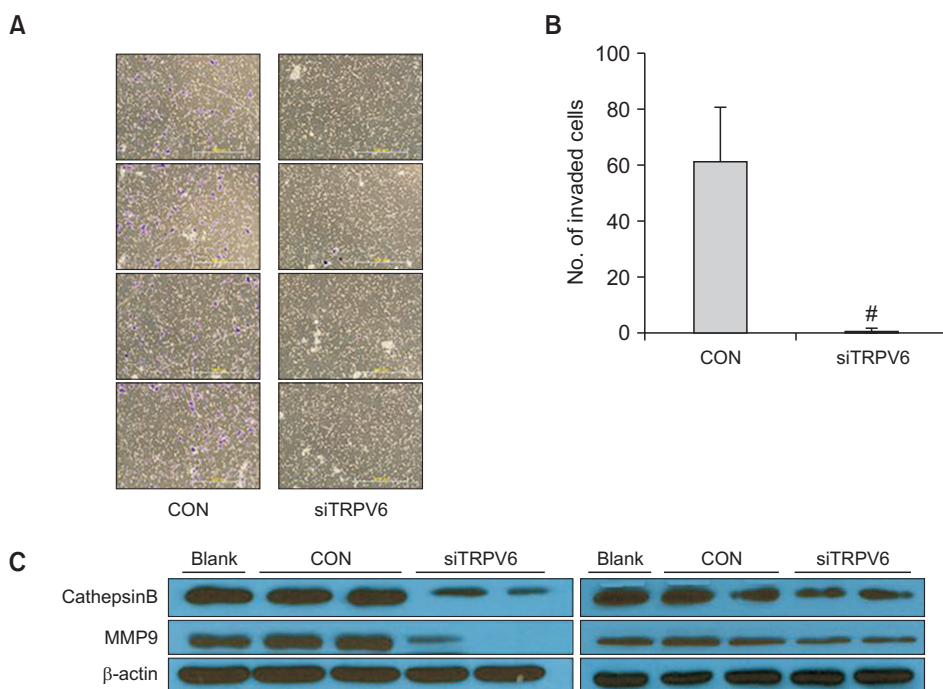 A
CON
siTRPV6
B
100
80
60
40
20
0
No. of invaded cells
#
CON
siTRPV6
C
Blank CON siTRPV6 Blank CON siTRPV6
CathepsinB
MMP9
β-actin